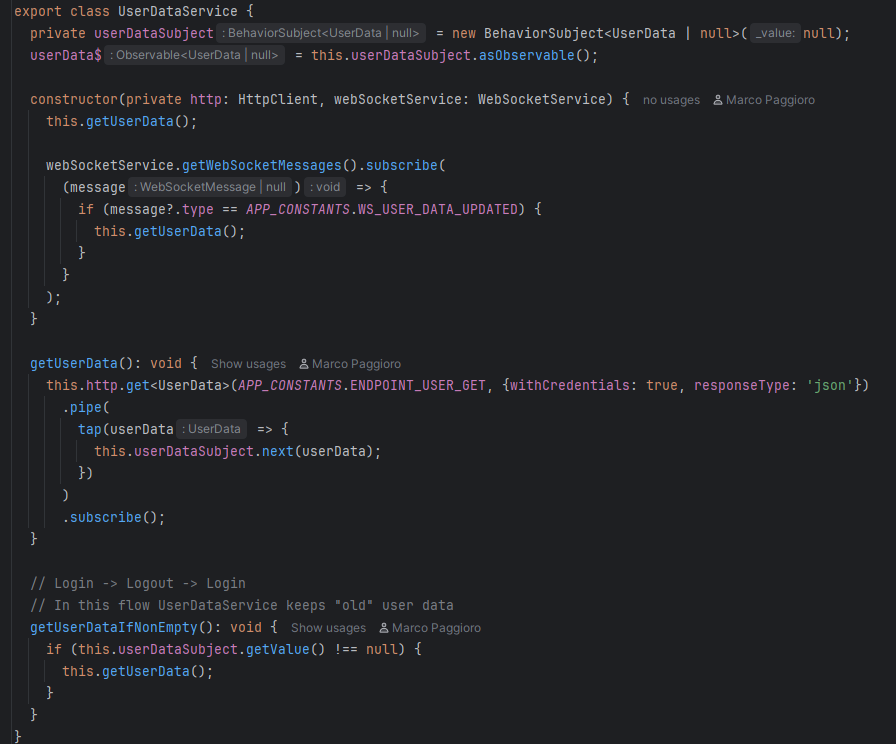 export class UserDataService {
private userDataSubject : BehaviorSubject<UserData | null> = new BehaviorSubject<UserData | null>( _value: null);
userData$ : Observable<UserData | null> = this.userDataSubject.asObservable();
constructor(private http: HttpClient, webSocketService: WebSocketService) { no usages Marco Paggioro
this.getUserData();
webSocketService.getWebSocketMessages().subscribe(
(message : WebSocketMessage | null ) : void => {
if (message?.type == APP_CONSTANTS.WS_USER_DATA_UPDATED) {
this.getUserData();
}
}
);
}
getUserData(): void { Show usages Marco Paggioro
this.http.get<UserData>(APP_CONSTANTS.ENDPOINT_USER_GET, {withCredentials: true, responseType: 'json'})
.pipe(
tap(userData : UserData => {
this.userDataSubject.next(userData);
})
)
.subscribe();
}
// Login -> Logout -> Login
// In this flow UserDataService keeps "old" user data
getUserDataIfNonEmpty(): void { Show usages Marco Paggioro
if (this.userDataSubject.getValue() !== null) {
this.getUserData();
}
}
}